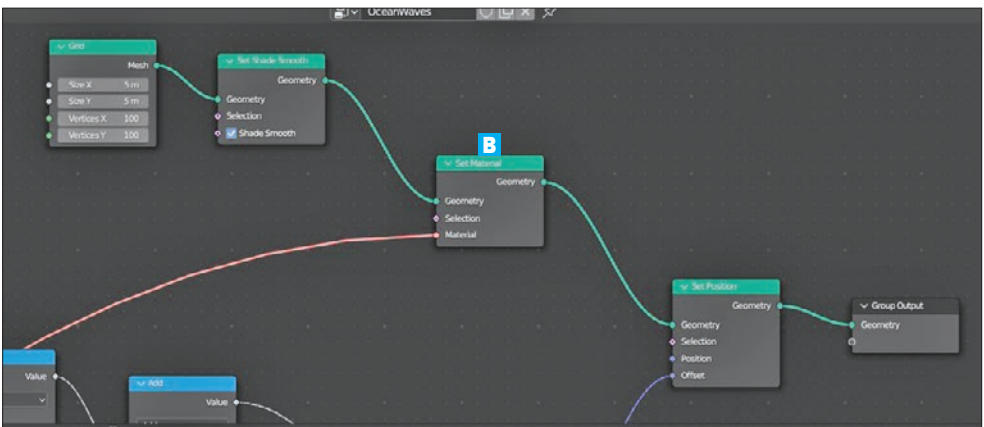 OceanWaves
Grid
Mesh
Size X 5 m
Size Y 5 m
Vertices X 100
Vertices Y 100
Set Shade Smooth
Geometry
Geometry
Selection
Shade Smooth
B
Set Material
Geometry
Geometry
Selection
Material
Set Position
Geometry
Geometry
Selection
Position
Offset
Group Output
Geometry
Value
Add
Value